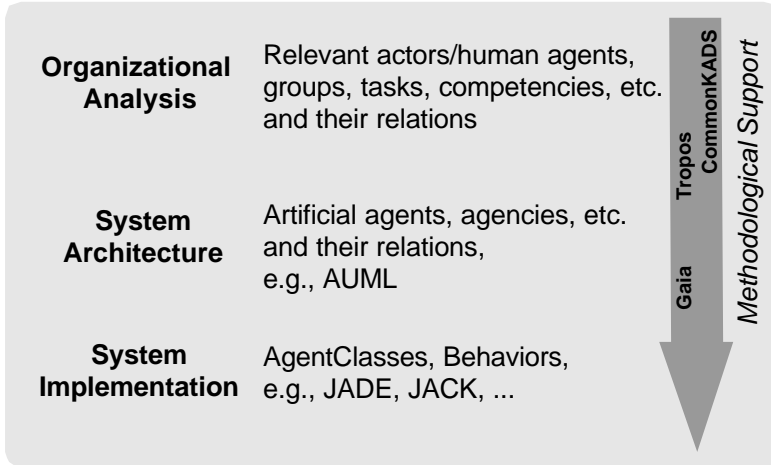 Organizational
Analysis
Relevant actors/human agents,
groups, tasks, competencies, etc.
and their relations
System
Architecture
Artificial agents, agencies, etc.
and their relations,
e.g., AUML
System
Implementation
AgentClasses, Behaviors,
e.g., JADE, JACK, ...
Tropos
CommonKADS
Gaia
Methodological Support